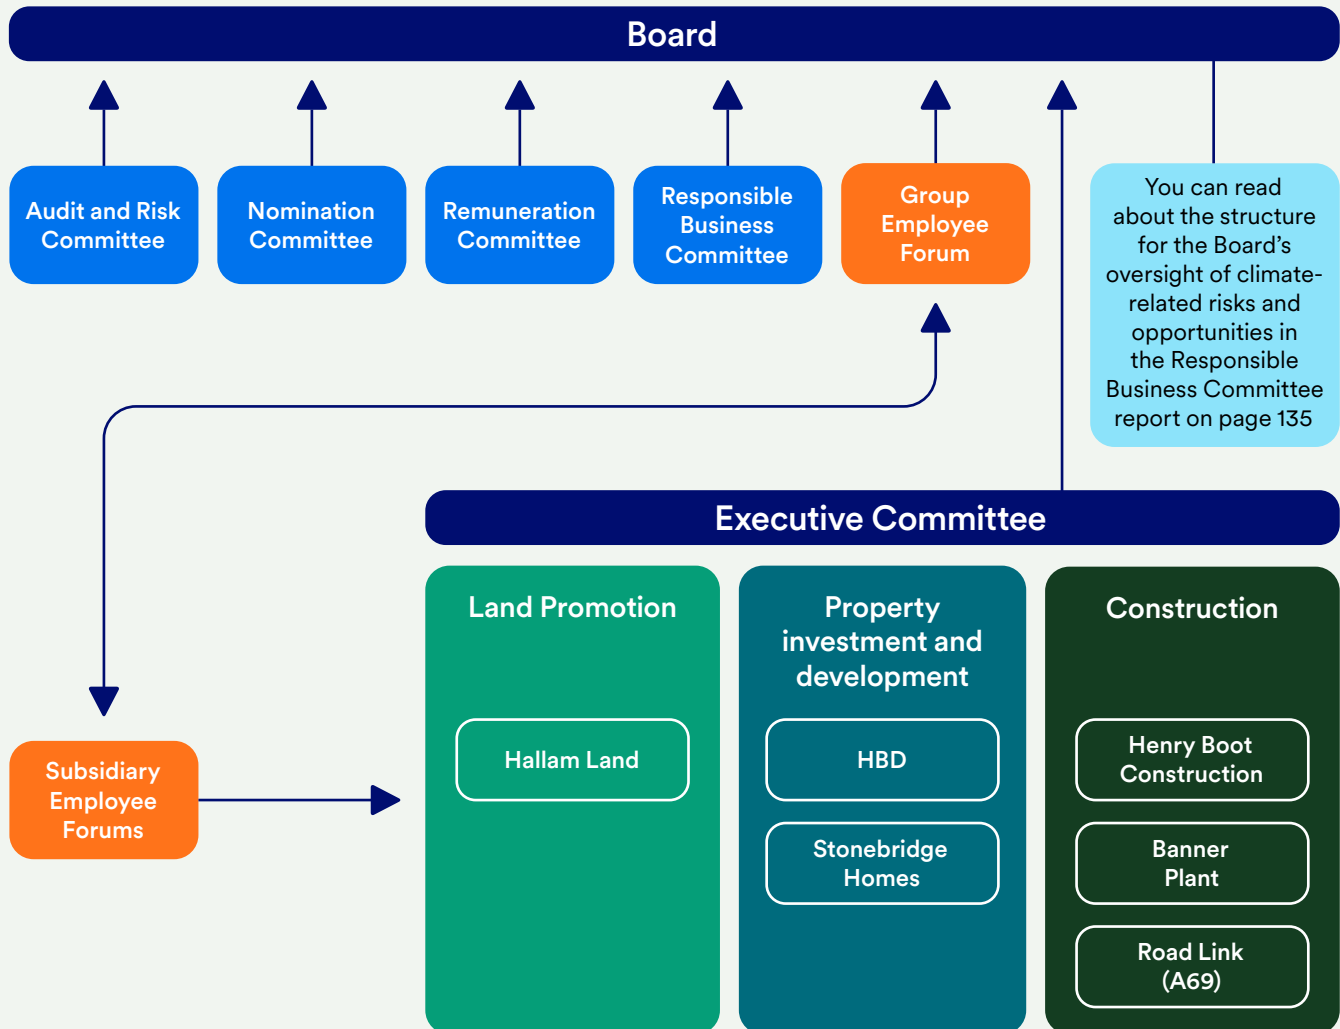 Board
Audit and Risk
Committee
Nomination
Committee
Remuneration
Committee
Responsible
Business
Committee
Group
Employee
Forum
You can read
about the structure
for the Board’s
oversight of climate-
related risks and
opportunities in
the Responsible
Business Committee
report on page 135
Executive Committee
Land Promotion
Hallam Land
Property
investment and
development
HBD
Stonebridge
Homes
Construction
Henry Boot
Construction
Banner
Plant
Road Link
(A69)
Subsidiary
Employee
Forums